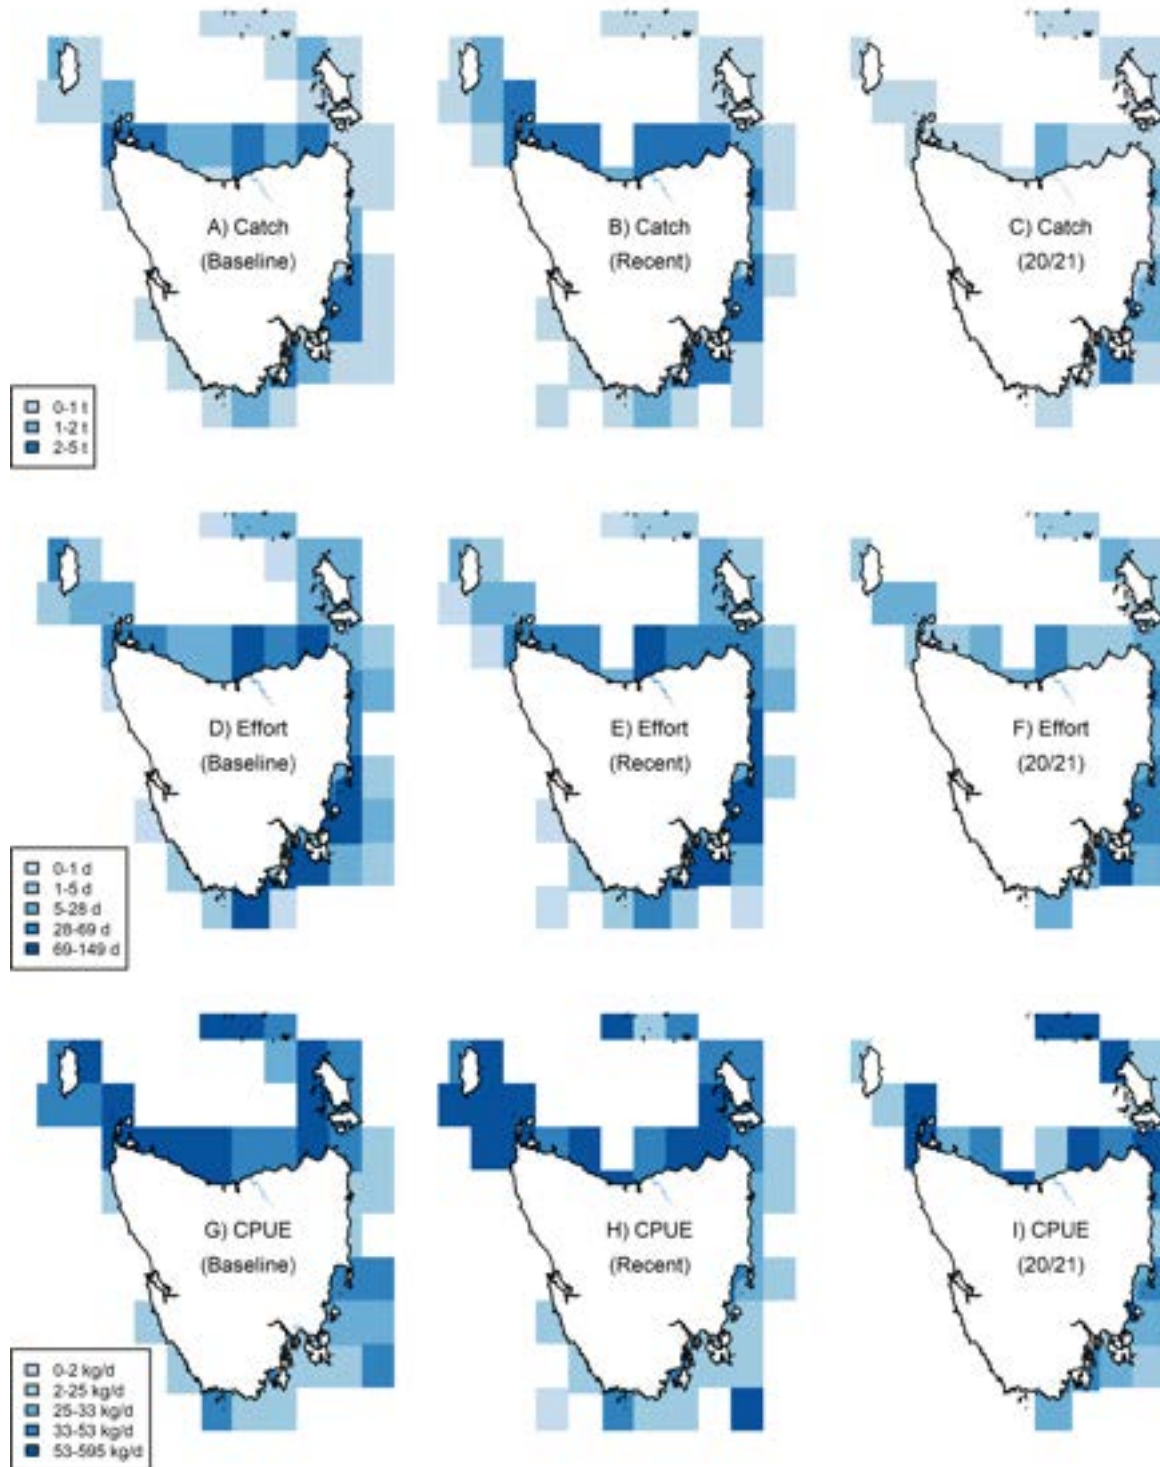 A) Catch
(Baseline)
B) Catch
(Recent)
C) Catch
(20/21)
0-1 t
1-2 t
2-5 t
D) Effort
(Baseline)
E) Effort
(Recent)
F) Effort
(20/21)
0-1 d
1-5 d
5-28 d
28-69 d
69-149 d
G) CPUE
(Baseline)
H) CPUE
(Recent)
I) CPUE
(20/21)
0-2 kg/d
2-25 kg/d
25-33 kg/d
33-53 kg/d
53-595 kg/d